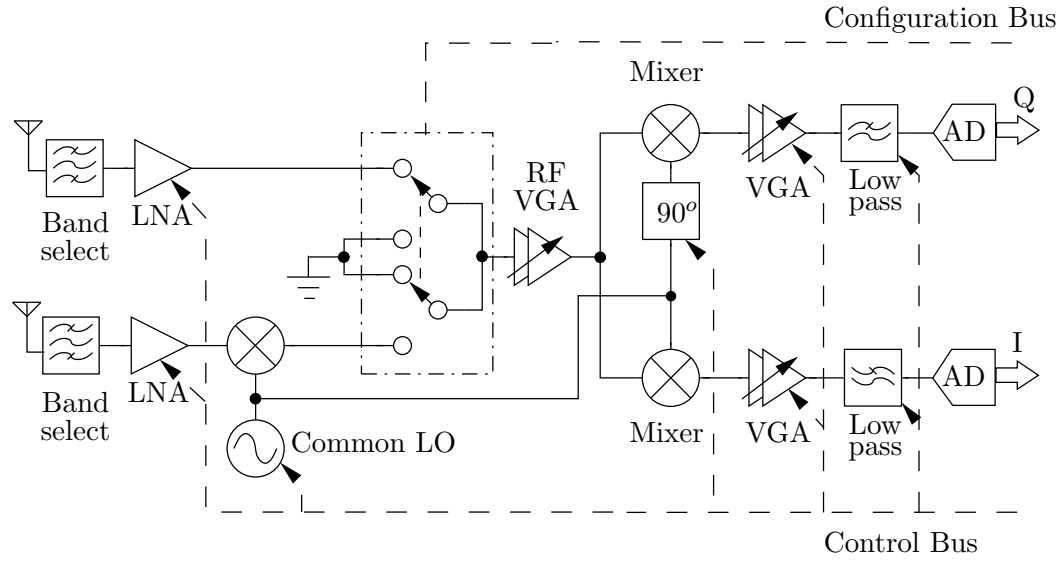 Configuration Bus
Mixer
Q
AD
Band
select
LNA
RF
VGA
90°
VGA
Low
pass
I
AD
Band
select
LNA
Common LO
Mixer
VGA
Low
pass
Control Bus